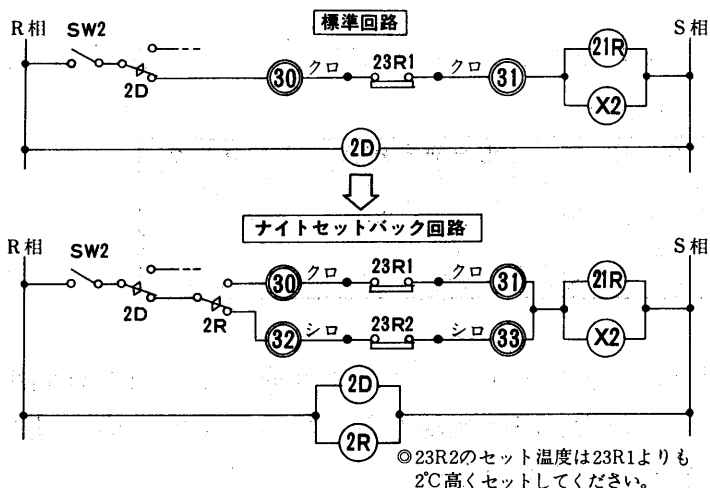 標準回路
R相
S相
SW2
2D
30
クロ
23R1
クロ
31
21R
X2
2D
ナイトセットバック回路
R相
S相
SW2
2D
2R
30
クロ
23R1
クロ
31
21R
32
シロ
23R2
シロ
33
X2
2D
2R
◎23R2のセット温度は23R1よりも
2℃高くセットしてください。